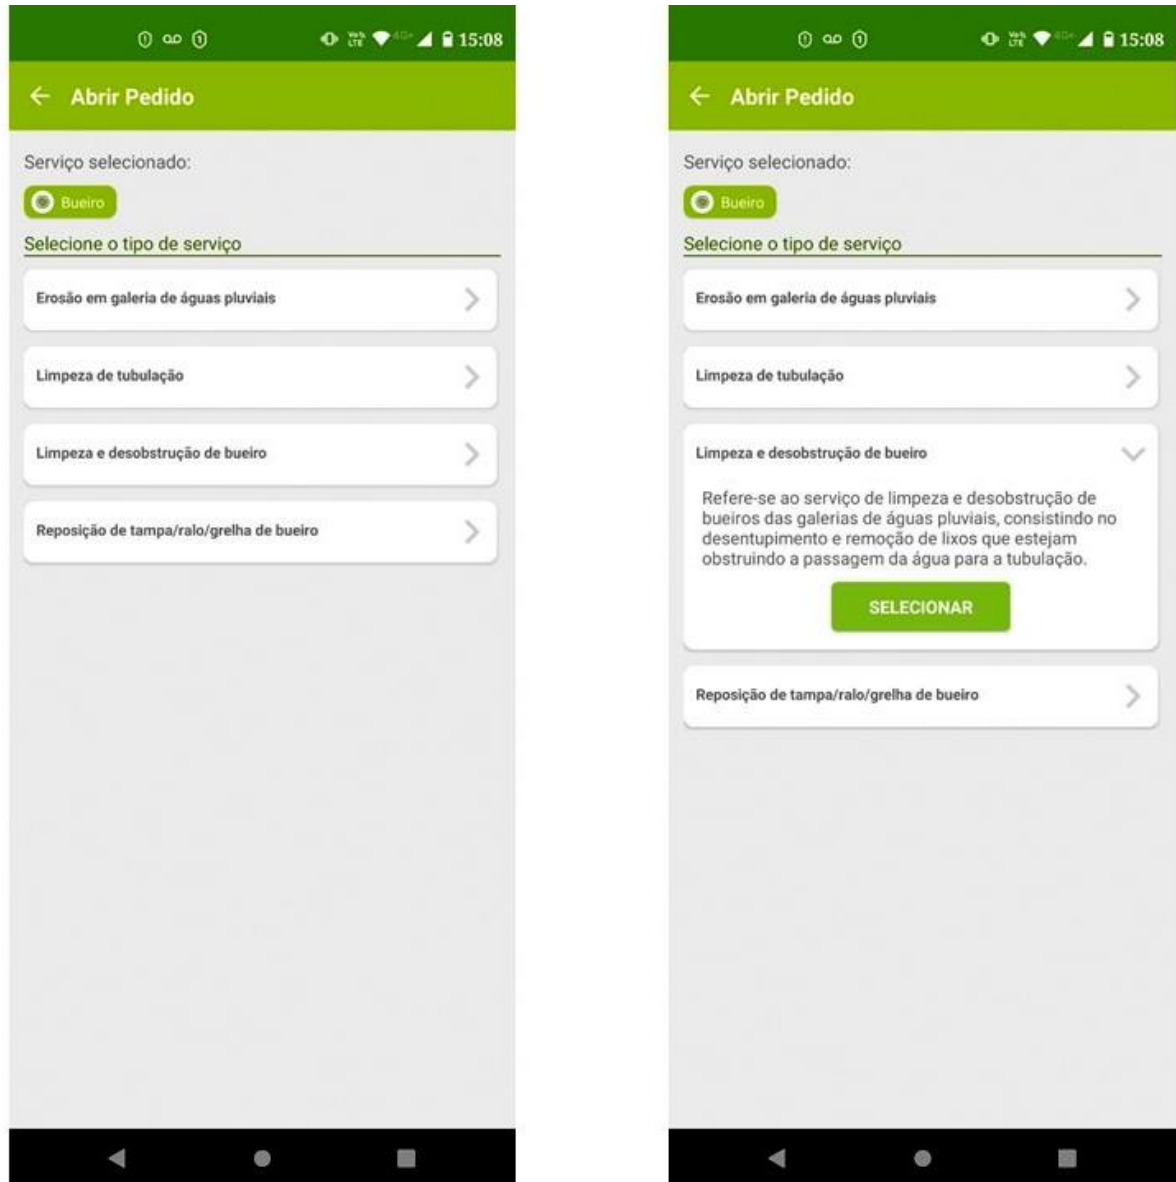 VoLTE 4G+ 15:08
Abrir Pedido
Serviço selecionado:
Bueiro
Selecione o tipo de serviço
Erosão em galeria de águas pluviais
Limpeza de tubulação
Limpeza e desobstrução de bueiro
Reposição de tampa/ralo/grelha de bueiro
VoLTE 4G+ 15:08
Abrir Pedido
Serviço selecionado:
Bueiro
Selecione o tipo de serviço
Erosão em galeria de águas pluviais
Limpeza de tubulação
Limpeza e desobstrução de bueiro
Refere-se ao serviço de limpeza e desobstrução de
bueiros das galerias de águas pluviais, consistindo no
desentupimento e remoção de lixos que estejam
obstruindo a passagem da água para a tubulação.
SELECIONAR
Reposição de tampa/ralo/grelha de bueiro